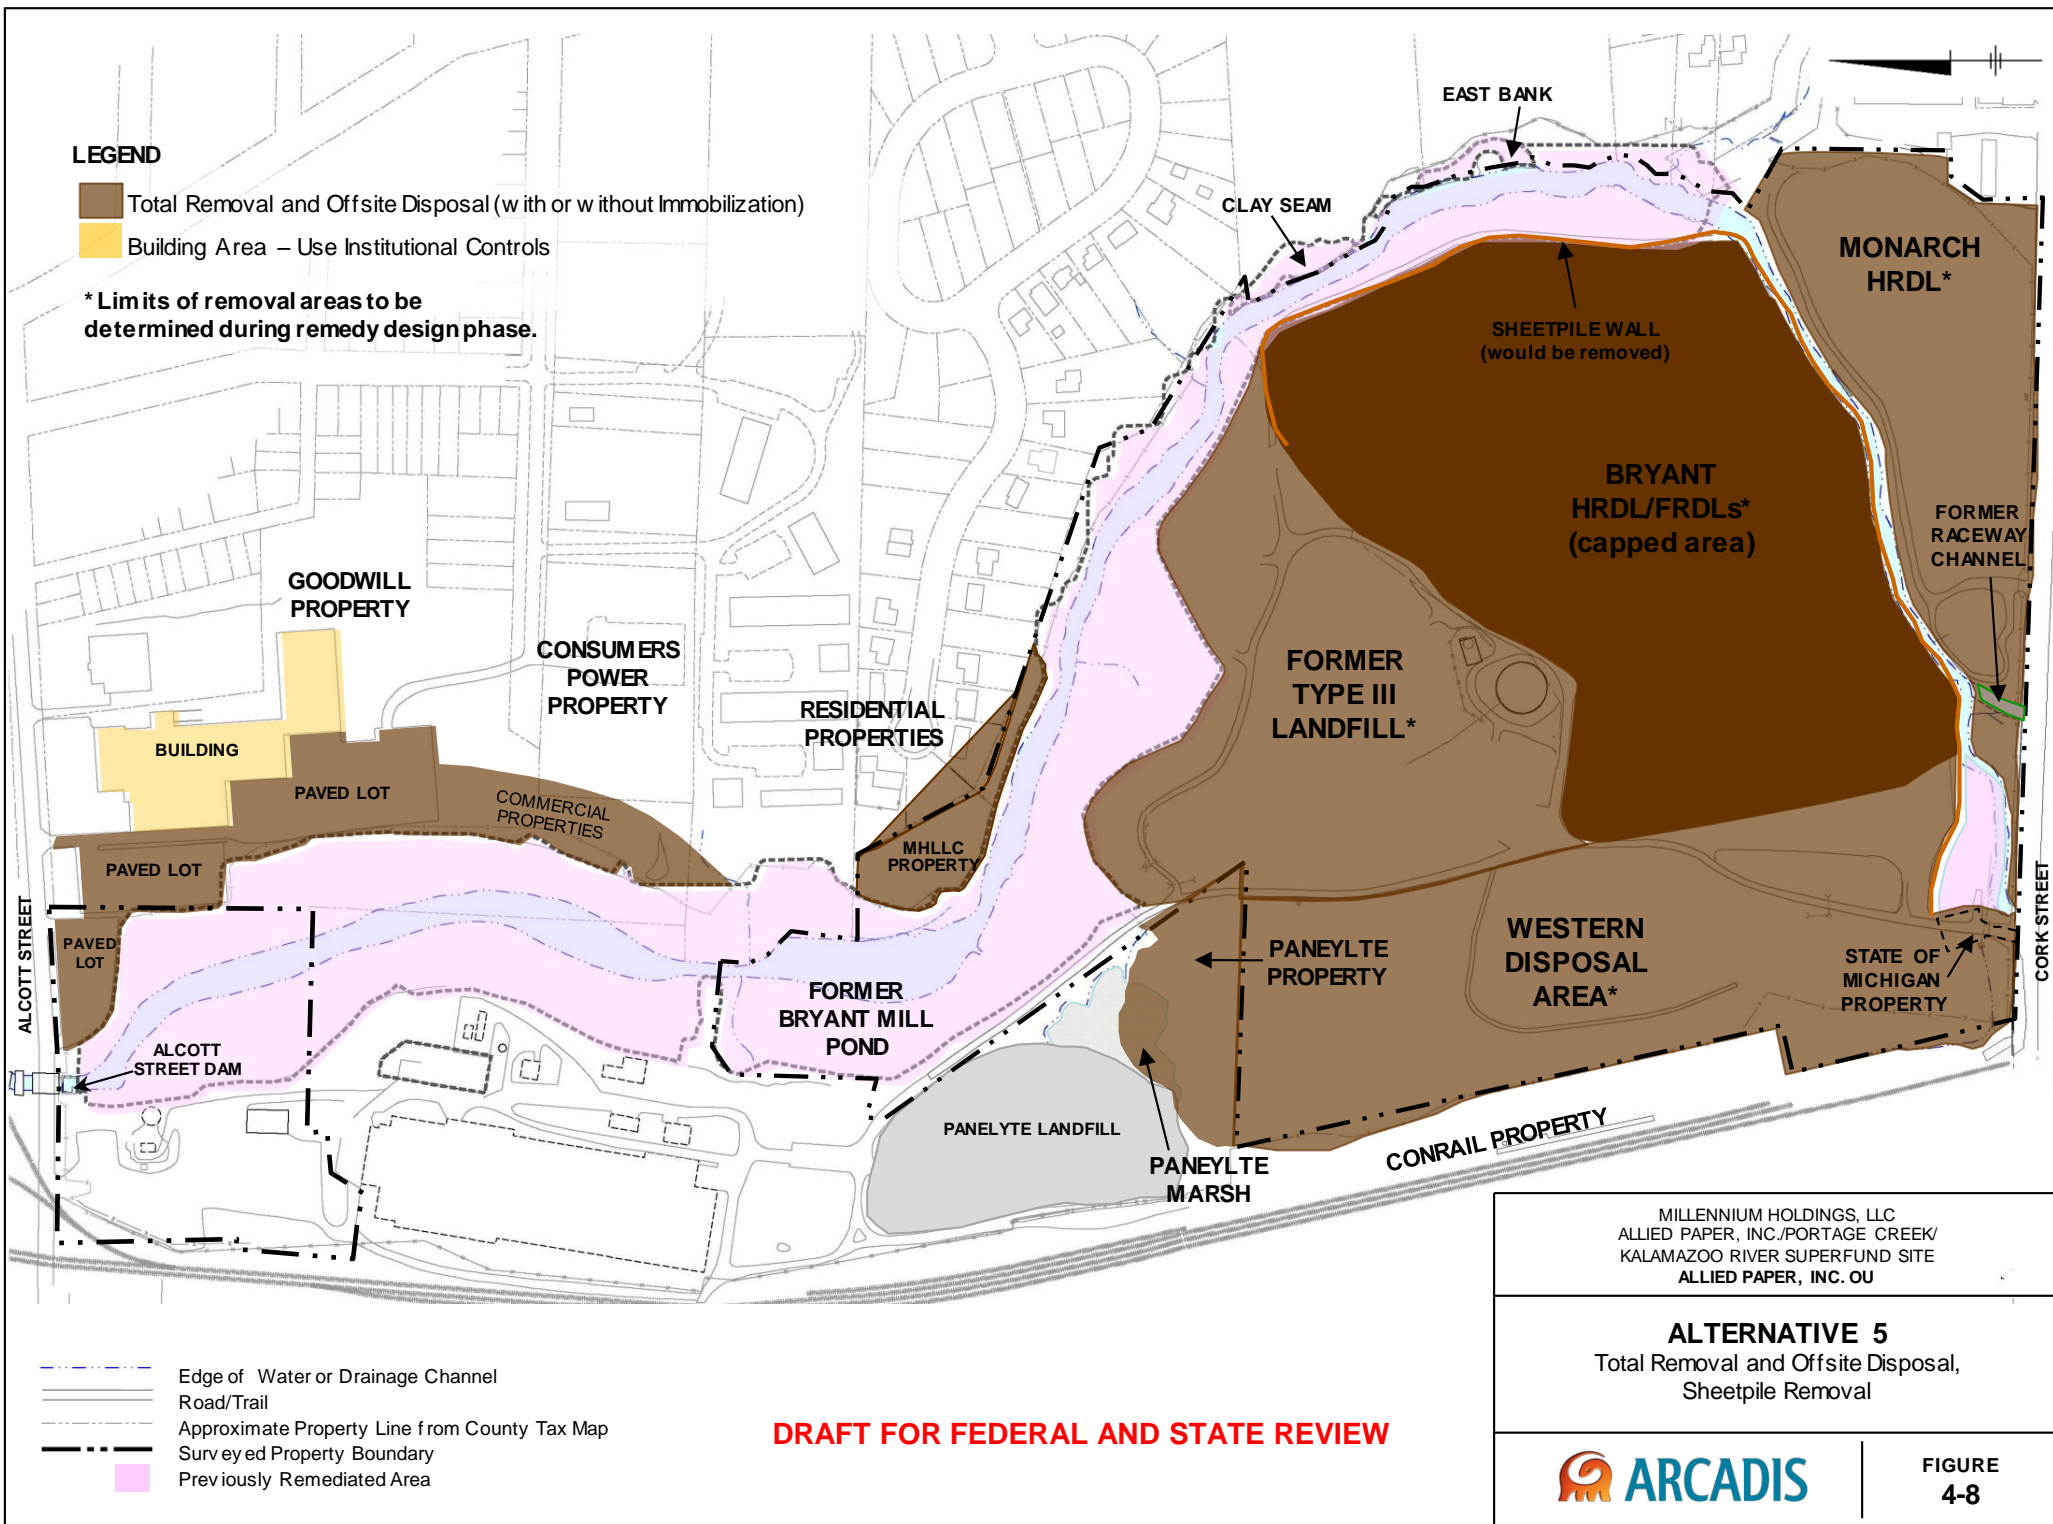 LEGEND
Total Removal and Offsite Disposal (with or without Immobilization)
Building Area – Use Institutional Controls
* Limits of removal areas to be
determined during remedy design phase.
EAST BANK
CLAY SEAM
MONARCH
HRDL*
SHEETPILE WALL
(would be removed)
BRYANT
HRDL/FRDLs*
(capped area)
FORMER
RACEWAY
CHANNEL
GOODWILL
PROPERTY
CONSUMERS
POWER
PROPERTY
RESIDENTIAL
PROPERTIES
FORMER
TYPE III
LANDFILL*
BUILDING
PAVED LOT
COMMERCIAL
PROPERTIES
PAVED LOT
MHLLC
PROPERTY
PAVED
LOT
ALCOTT STREET
CORK STREET
WESTERN
DISPOSAL
AREA*
PANEYLTE
PROPERTY
STATE OF
MICHIGAN
PROPERTY
FORMER
BRYANT MILL
POND
ALCOTT
STREET DAM
PANELYTE LANDFILL
PANEYLTE
MARSH
CONRAIL PROPERTY
MILLENNIUM HOLDINGS, LLC
ALLIED PAPER, INC./PORTAGE CREEK/
KALAMAZOO RIVER SUPERFUND SITE
ALLIED PAPER, INC. OU
ALTERNATIVE 5
Total Removal and Offsite Disposal,
Sheetpile Removal
Edge of Water or Drainage Channel
Road/Trail
Approximate Property Line from County Tax Map
Surveyed Property Boundary
Previously Remediated Area
DRAFT FOR FEDERAL AND STATE REVIEW
ARCADIS
FIGURE
4-8